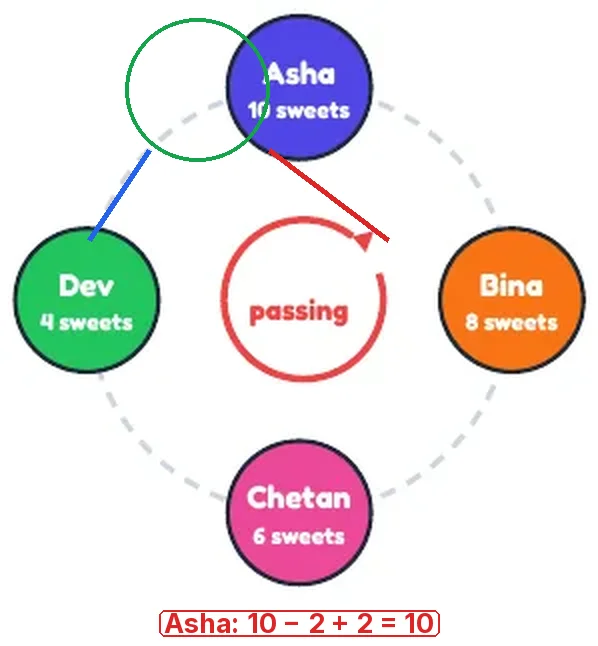 Asha
10 sweets
Dev
4 sweets
passing
Bina
8 sweets
Chetan
6 sweets
Asha: 10 − 2 + 2 = 10